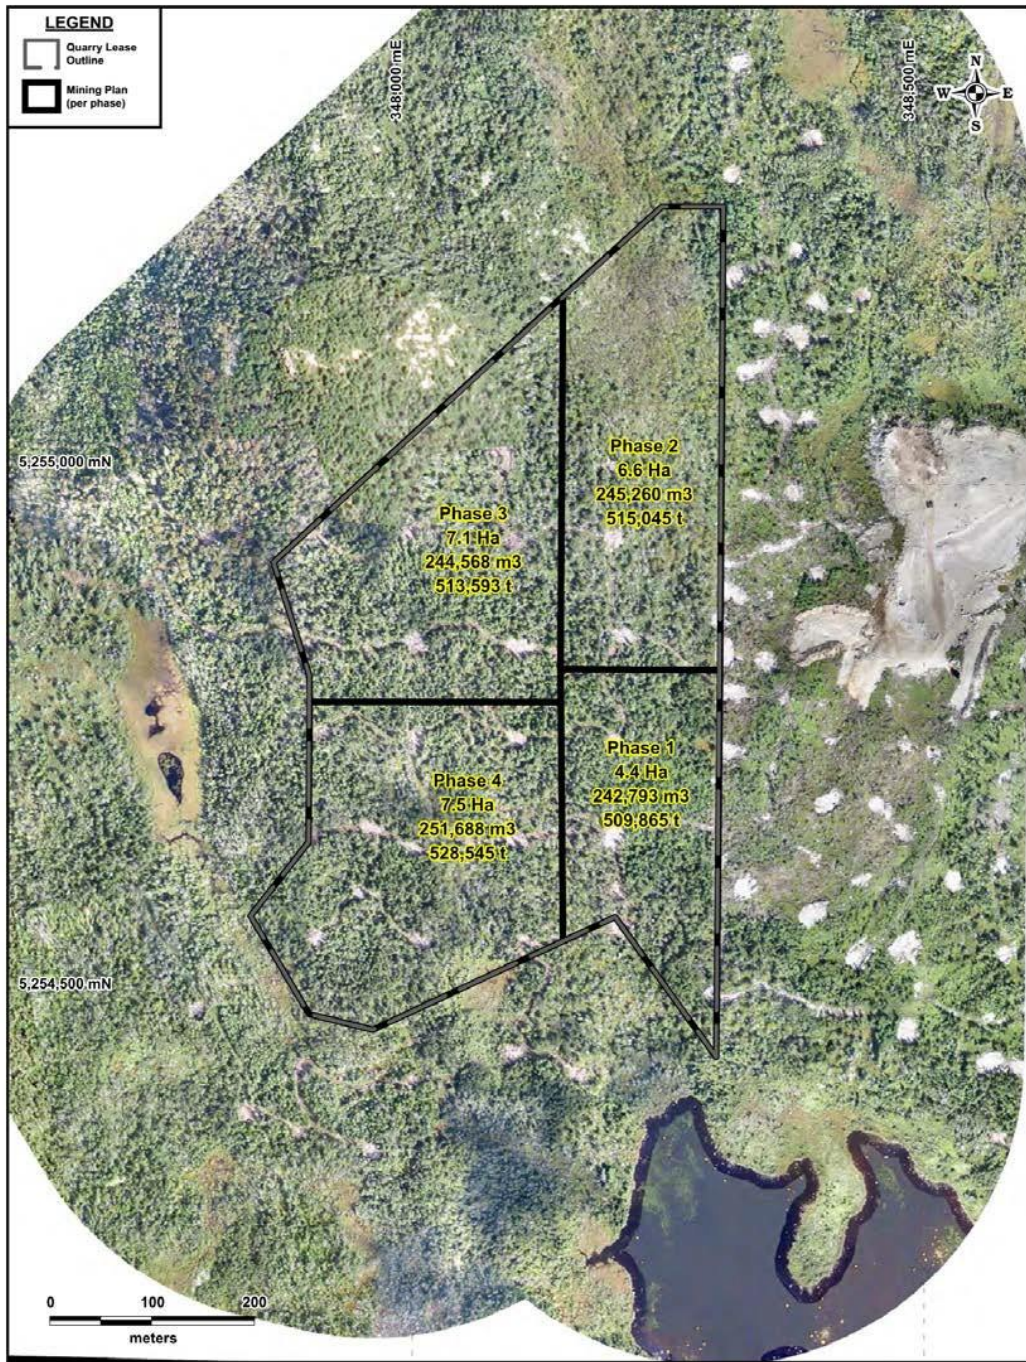 LEGEND
Quarry Lease
Outline
Mining Plan
(per phase)
348,000 mE
348,500 mE
N
W
E
S
5,255,000 mN
Phase 2
6.6 Ha
245,260 m3
515,045 t
Phase 3
7.1 Ha
244,568 m3
513,593 t
Phase 1
4.4 Ha
242,793 m3
509,865 t
Phase 4
7.5 Ha
251,688 m3
528,545 t
5,254,500 mN
0
100
200
meters